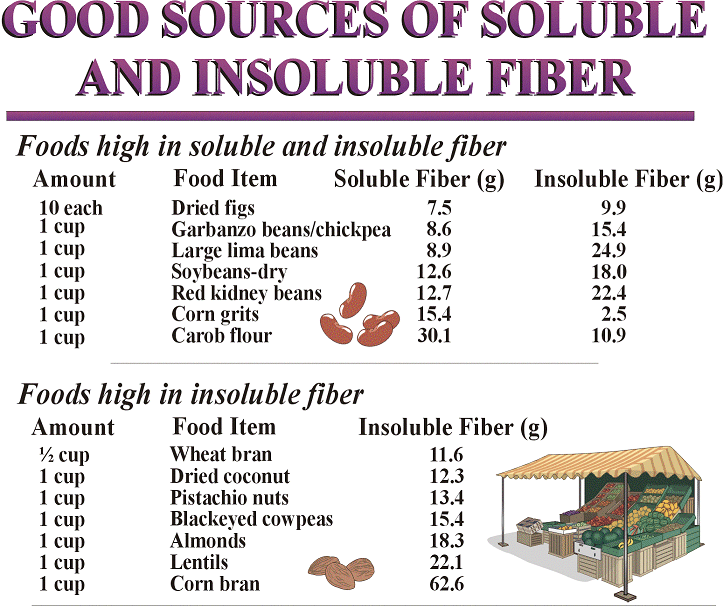 GOOD SOURCES OF SOLUBLE
AND INSOLUBLE FIBER
Foods high in soluble and insoluble fiber
Amount Food Item Soluble Fiber (g) Insoluble Fiber (g)
10 each Dried figs 7.5 9.9
1 cup Garbanzo beans/chickpea 8.6 15.4
1 cup Large lima beans 8.9 24.9
1 cup Soybeans-dry 12.6 18.0
1 cup Red kidney beans 12.7 22.4
1 cup Corn grits 15.4 2.5
1 cup Carob flour 30.1 10.9
Foods high in insoluble fiber
Amount Food Item Insoluble Fiber (g)
½ cup Wheat bran 11.6
1 cup Dried coconut 12.3
1 cup Pistachio nuts 13.4
1 cup Blackeyed cowpeas 15.4
1 cup Almonds 18.3
1 cup Lentils 22.1
1 cup Corn bran 62.6